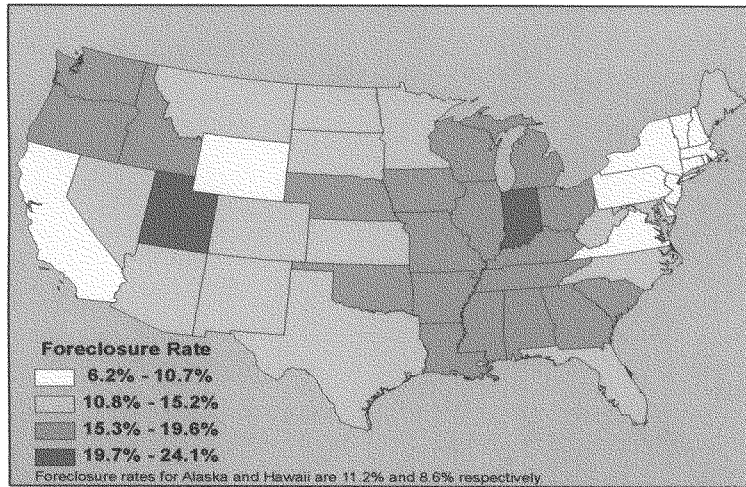 Foreclosure Rate
6.2% - 10.7%
10.8% - 15.2%
15.3% - 19.6%
19.7% - 24.1%
Foreclosure rates for Alaska and Hawaii are 11.2% and 8.6% respectively